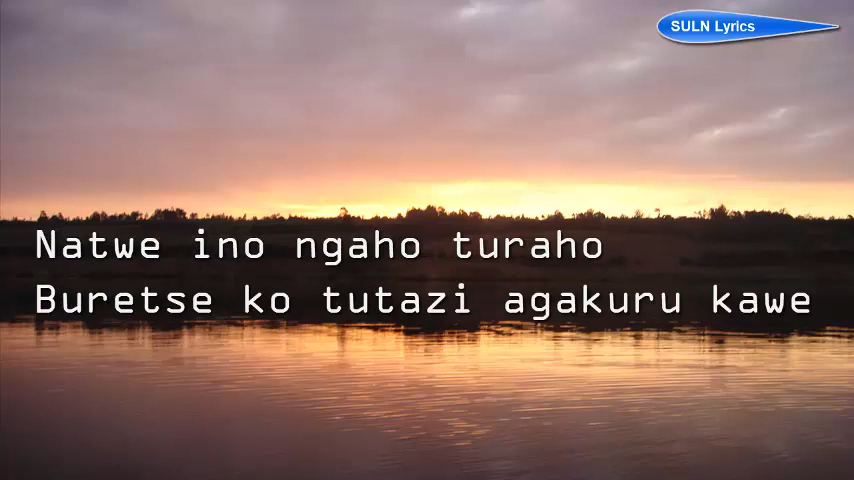 SULN Lyrics
Natwe ino ngaho turaho
Buretse ko tutazi agakuru kawe